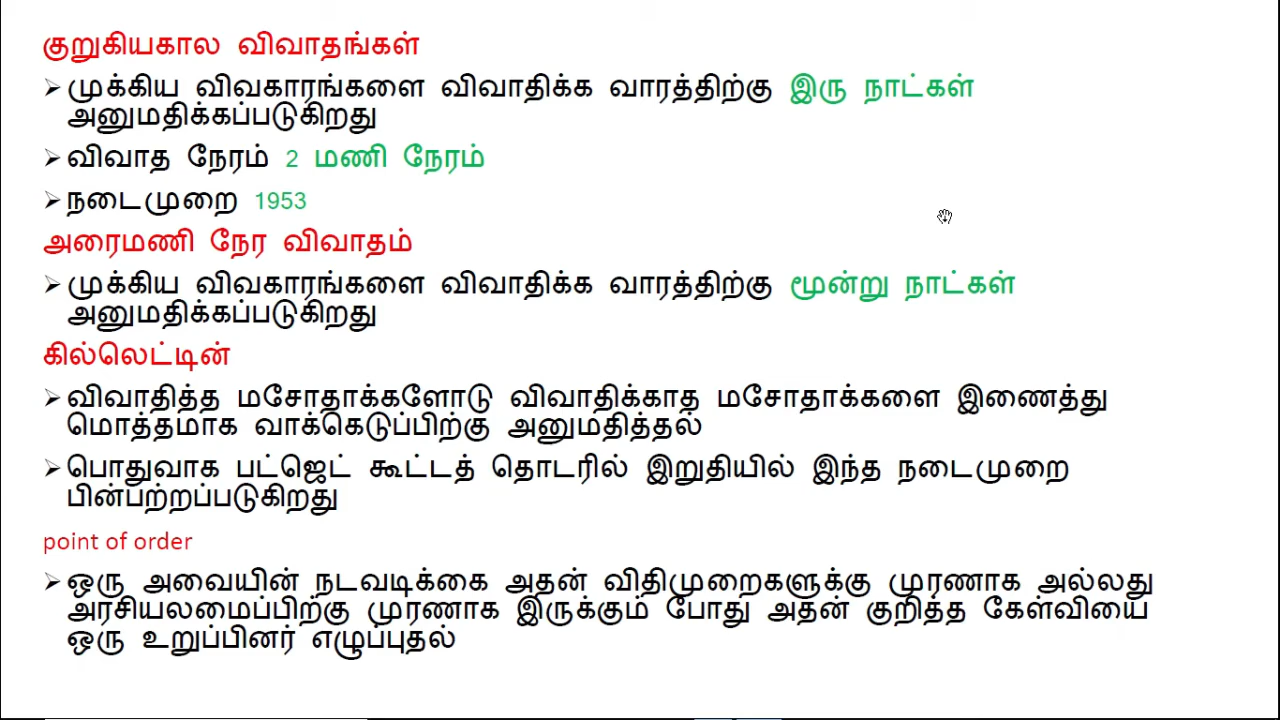 குறுகியகால விவாதங்கள்
➢முக்கிய விவகாரங்களை விவாதிக்க வாரத்திற்கு இரு நாட்கள்
அனுமதிக்கப்படுகிறது
➢விவாத நேரம் 2 மணி நேரம்
➢நடைமுறை 1953
அரைமணி நேர விவாதம்
➢முக்கிய விவகாரங்களை விவாதிக்க வாரத்திற்கு மூன்று நாட்கள்
அனுமதிக்கப்படுகிறது
கில்லெட்டின்
➢விவாதித்த மசோதாக்களோடு விவாதிக்காத மசோதாக்களை இணைத்து
மொத்தமாக வாக்கெடுப்பிற்கு அனுமதித்தல்
➢பொதுவாக பட்ஜெட் கூட்டத் தொடரில் இறுதியில் இந்த நடைமுறை
பின்பற்றப்படுகிறது
point of order
➢ஒரு அவையின் நடவடிக்கை அதன் விதிமுறைகளுக்கு முரணாக அல்லது
அரசியலமைப்பிற்கு முரணாக இருக்கும் போது அதன் குறித்த கேள்வியை
ஒரு உறுப்பினர் எழுப்புதல்